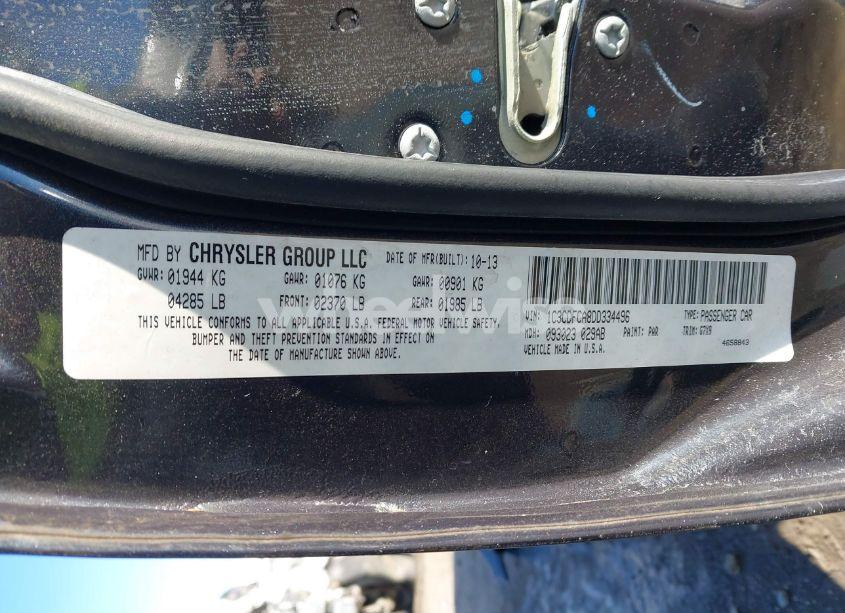 MFD BY CHRYSLER GROUP LLC
DATE OF MFR(BUILT): 10-13
GVWR: 01944 KG
GAWR: 01076 KG
GAWR: 00901 KG
04285 LB
FRONT: 02370 LB
REAR: 01985 LB
THIS VEHICLE CONFORMS TO ALL APPLICABLE U.S.A. FEDERAL MOTOR VEHICLE SAFETY,
BUMPER AND THEFT PREVENTION STANDARDS IN EFFECT ON
THE DATE OF MANUFACTURE SHOWN ABOVE.
VIN: 1C3CDFCA8DD334496
TYPE: PASSENGER CAR
MDH: 093023 029AB
PAINT: PAR
TRIM: G7X9
VEHICLE MADE IN U.S.A.
4658843